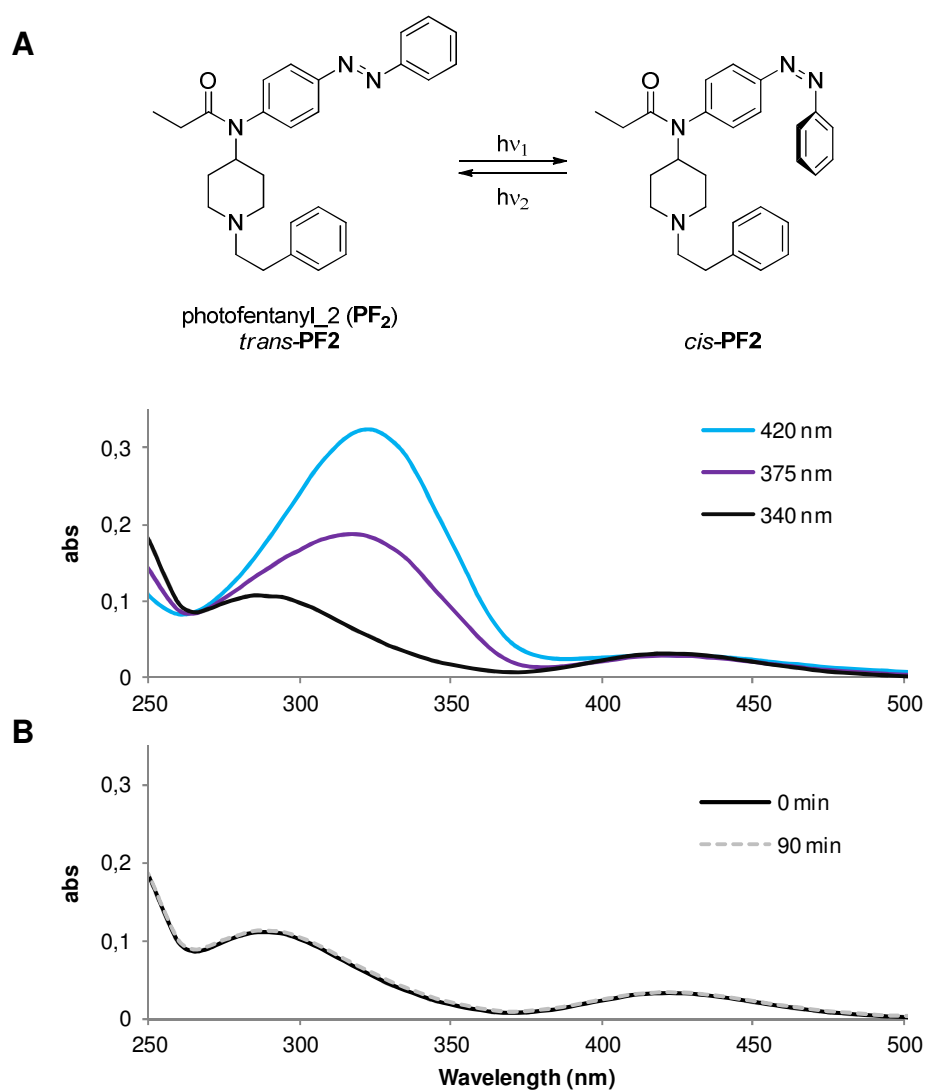 A
O
N
N
N
N
hν1
hν2
O
N
N
N
N
photofentanyl_2 (PF2)
trans-PF2
cis-PF2
abs
0,3
0,2
0,1
0
420 nm
375 nm
340 nm
250 300 350 400 450 500
B
abs
0,3
0,2
0,1
0
0 min
90 min
250 300 350 400 450 500
Wavelength (nm)